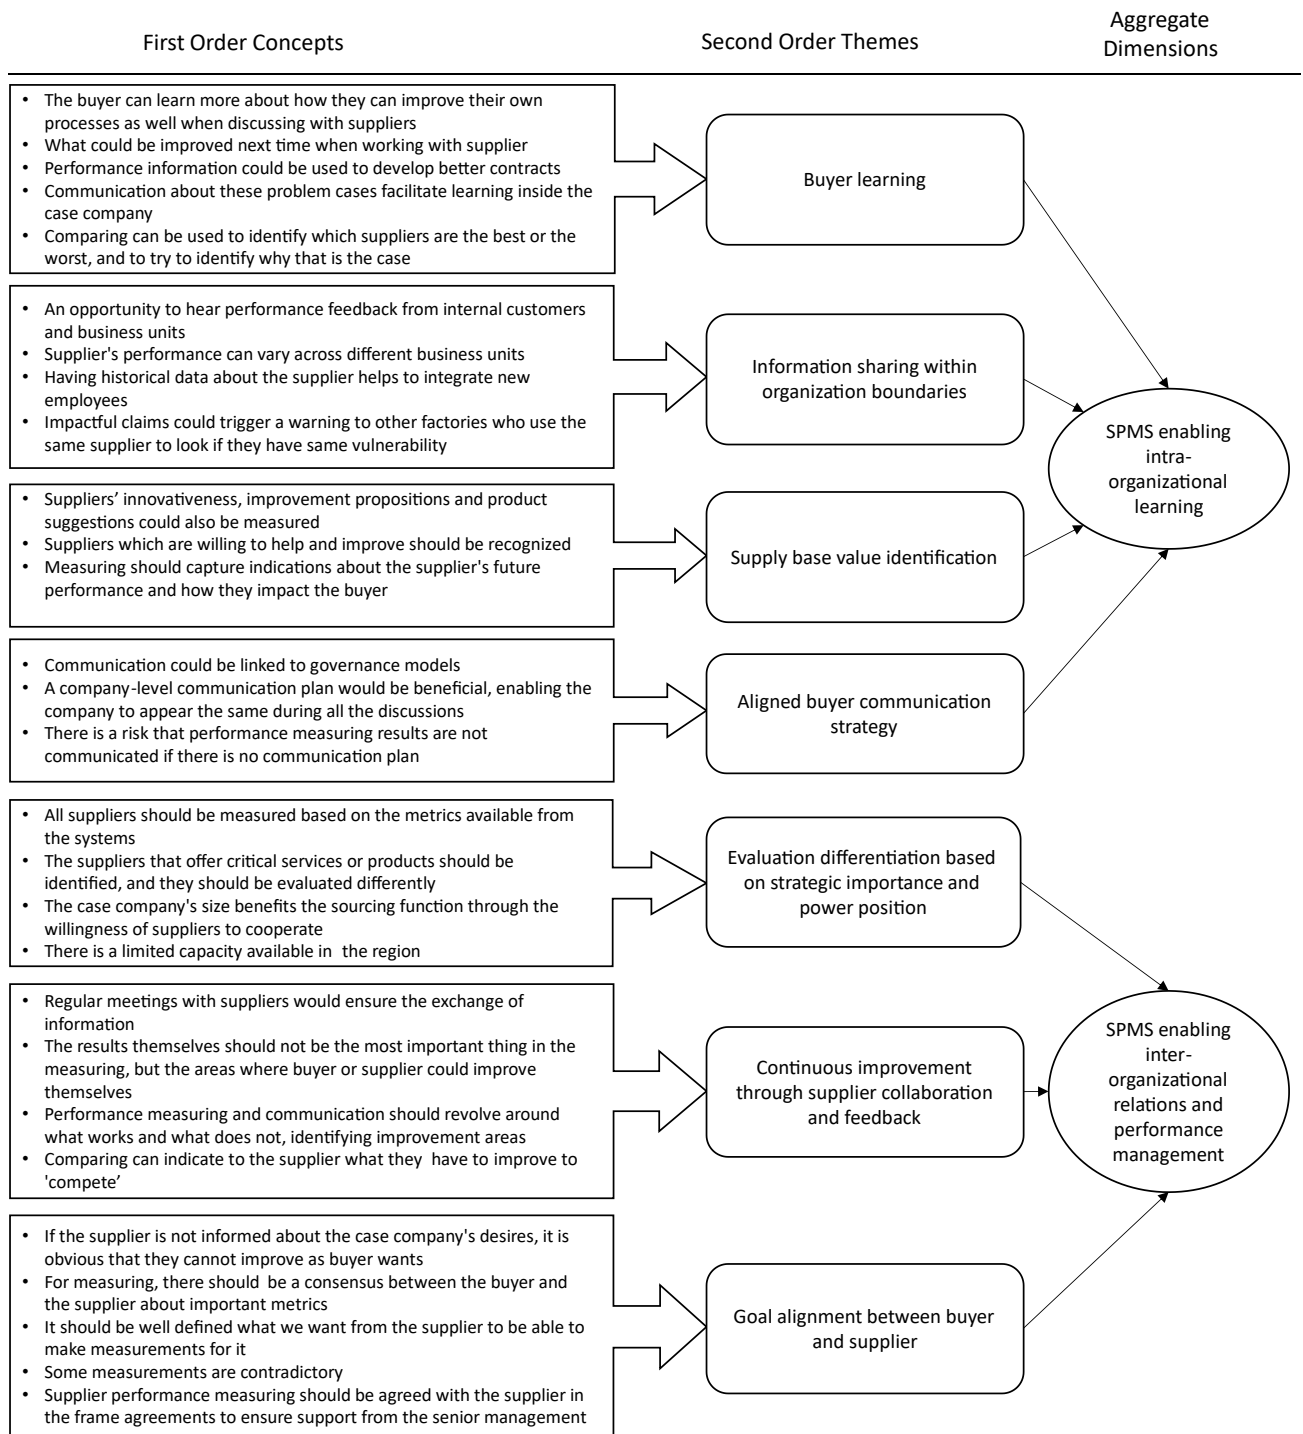 First Order Concepts
Second Order Themes
Aggregate
Dimensions
• The buyer can learn more about how they can improve their own
processes as well when discussing with suppliers
• What could be improved next time when working with supplier
• Performance information could be used to develop better contracts
• Communication about these problem cases facilitate learning inside the
case company
• Comparing can be used to identify which suppliers are the best or the
worst, and to try to identify why that is the case
Buyer learning
• An opportunity to hear performance feedback from internal customers
and business units
• Supplier's performance can vary across different business units
• Having historical data about the supplier helps to integrate new
employees
• Impactful claims could trigger a warning to other factories who use the
same supplier to look if they have same vulnerability
Information sharing within
organization boundaries
• Suppliers’ innovativeness, improvement propositions and product
suggestions could also be measured
• Suppliers which are willing to help and improve should be recognized
• Measuring should capture indications about the supplier's future
performance and how they impact the buyer
Supply base value identification
• Communication could be linked to governance models
• A company-level communication plan would be beneficial, enabling the
company to appear the same during all the discussions
• There is a risk that performance measuring results are not
communicated if there is no communication plan
Aligned buyer communication
strategy
SPMS enabling
intra-
organizational
learning
• All suppliers should be measured based on the metrics available from
the systems
• The suppliers that offer critical services or products should be
identified, and they should be evaluated differently
• The case company's size benefits the sourcing function through the
willingness of suppliers to cooperate
• There is a limited capacity available in the region
Evaluation differentiation based
on strategic importance and
power position
• Regular meetings with suppliers would ensure the exchange of
information
• The results themselves should not be the most important thing in the
measuring, but the areas where buyer or supplier could improve
themselves
• Performance measuring and communication should revolve around
what works and what does not, identifying improvement areas
• Comparing can indicate to the supplier what they have to improve to
'compete’
Continuous improvement
through supplier collaboration
and feedback
• If the supplier is not informed about the case company's desires, it is
obvious that they cannot improve as buyer wants
• For measuring, there should be a consensus between the buyer and
the supplier about important metrics
• It should be well defined what we want from the supplier to be able to
make measurements for it
• Some measurements are contradictory
• Supplier performance measuring should be agreed with the supplier in
the frame agreements to ensure support from the senior management
Goal alignment between buyer
and supplier
SPMS enabling
inter-
organizational
relations and
performance
management